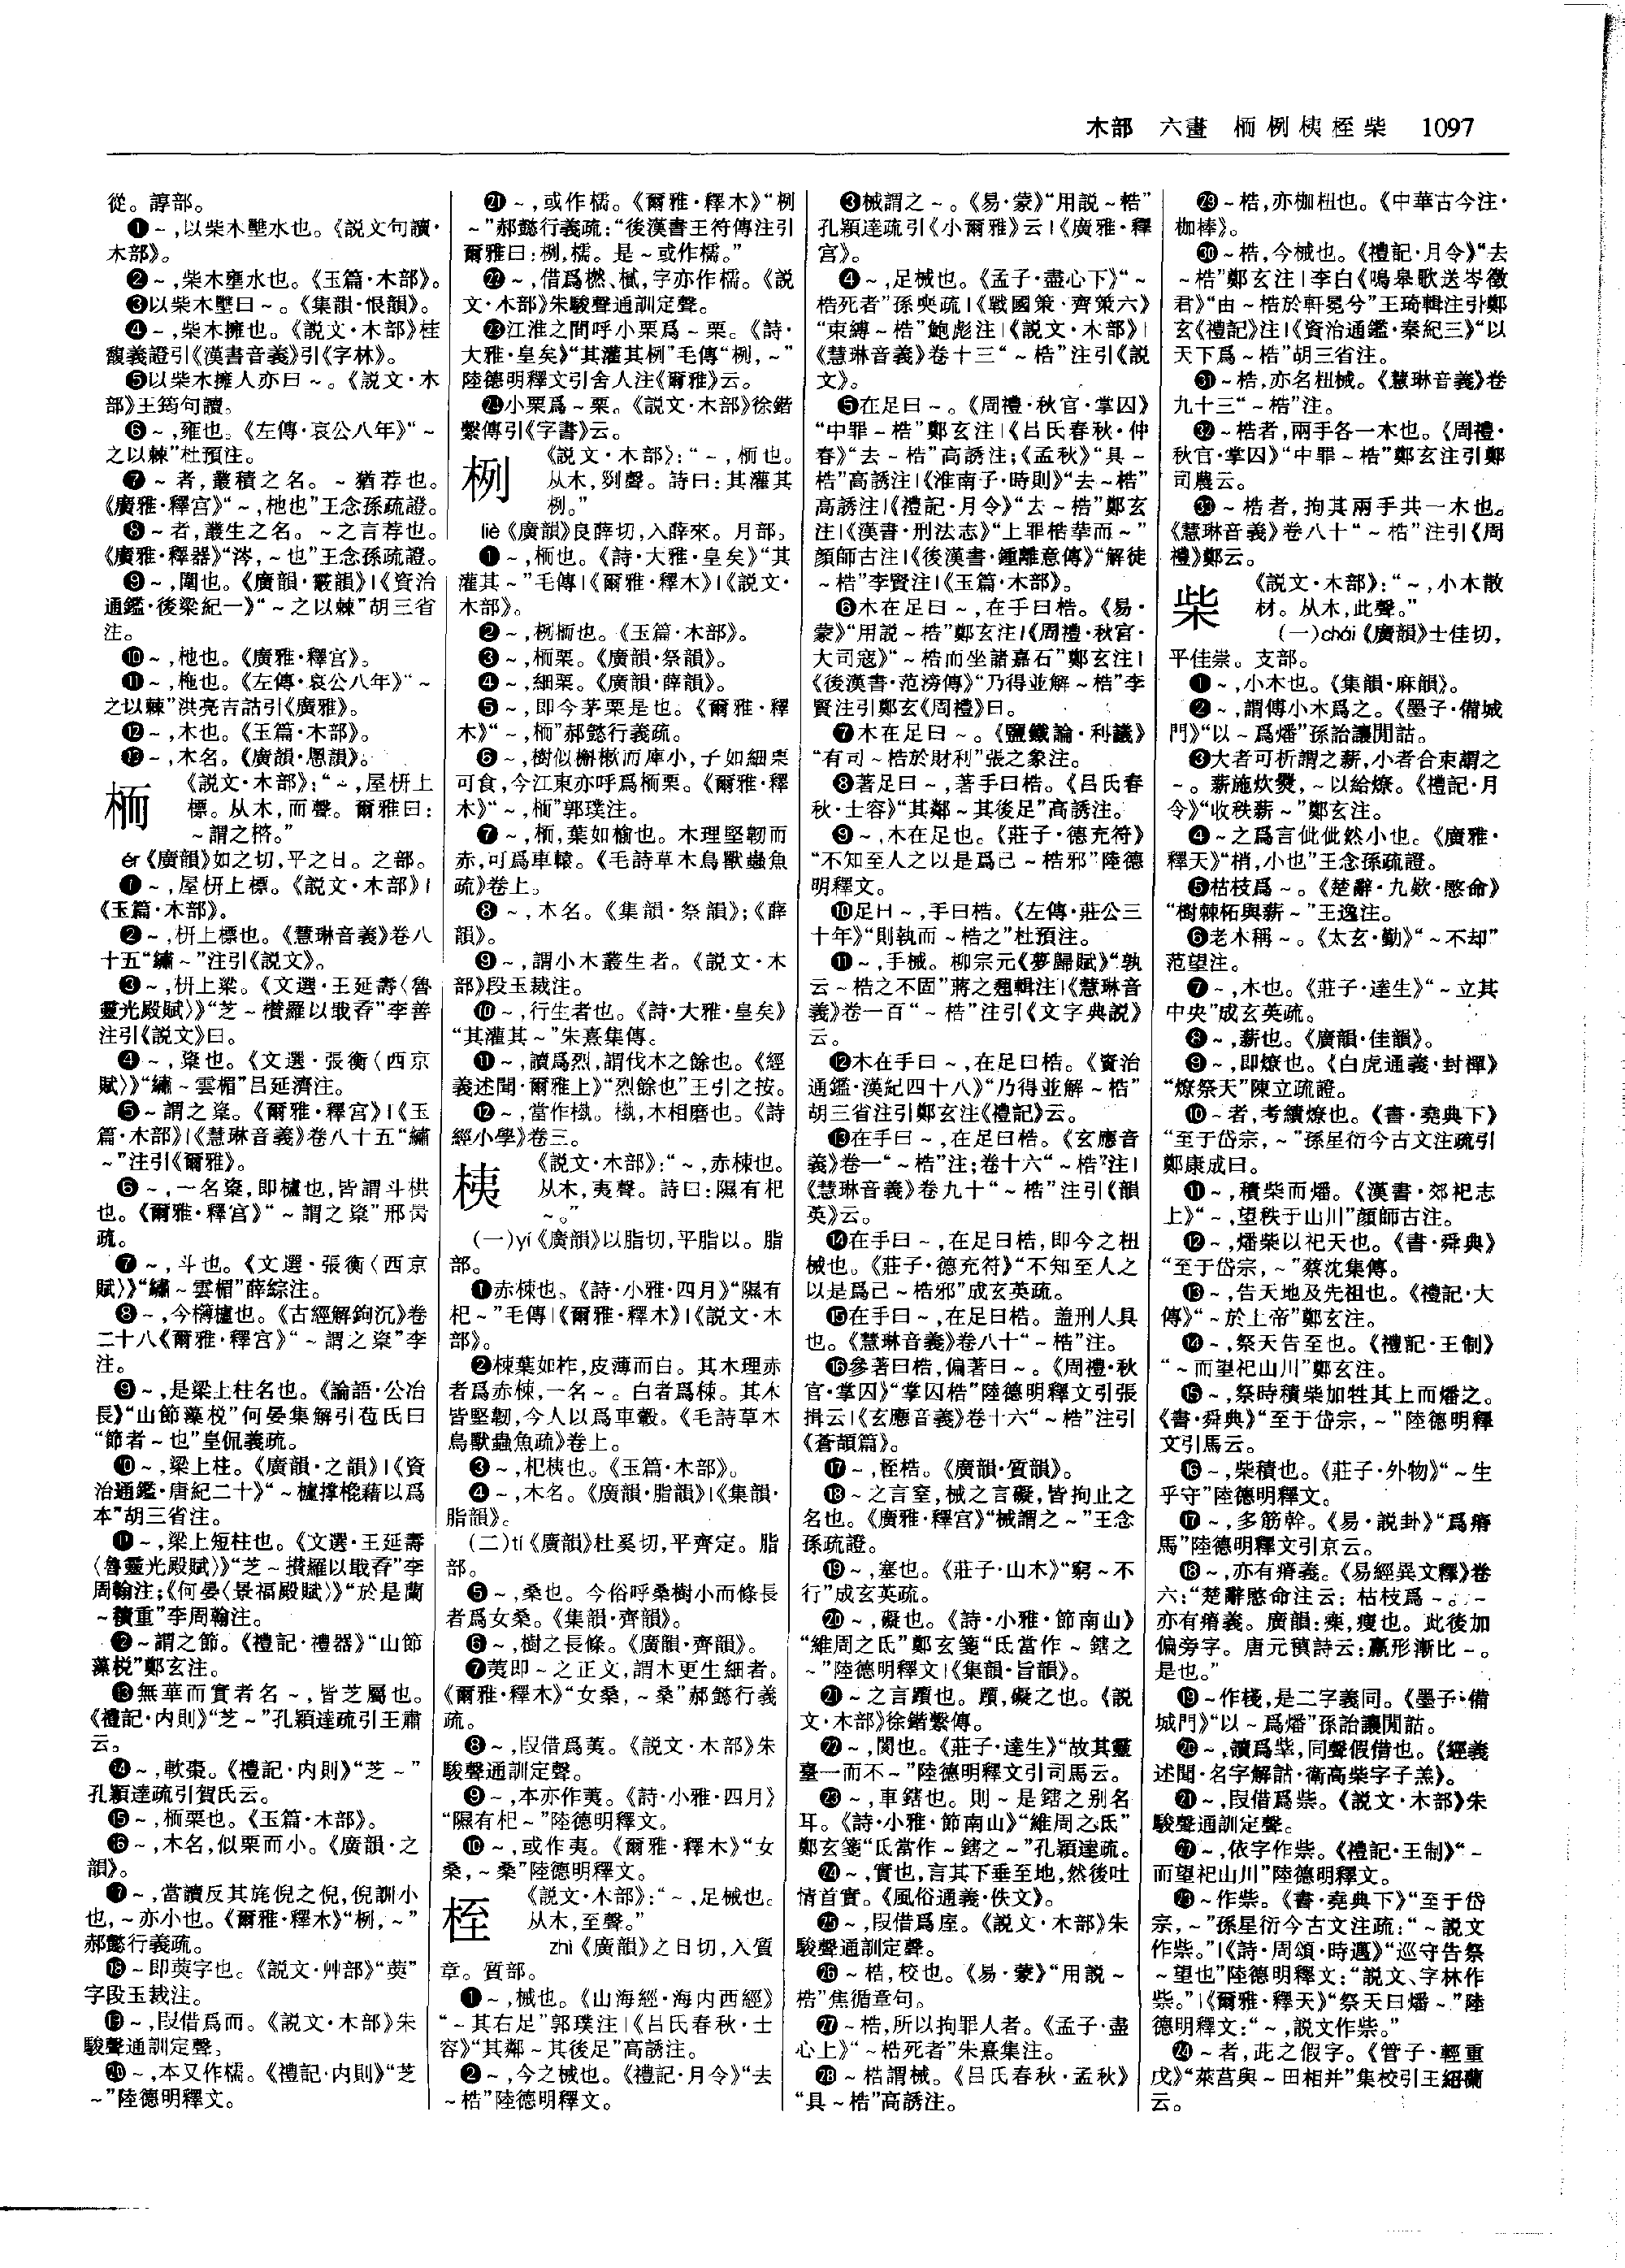 木部　六畫　栭栵桋桎柴　1097
從。諄部。
❶～,以柴木壅水也。《説文句讀·
木部》。
❷～,柴木壅水也。《玉篇·木部》。
❸以柴木壅曰～。《集韻·恨韻》。
❹～,柴木擁也。《説文·木部》桂
馥義證引《漢書音義》引《字林》。
❺以柴木擁人亦曰～。《説文·木
部》王筠句讀。
❻～,雍也。《左傳·哀公八年》“～
之以棘”杜預注。
❼～者,叢積之名。～猶荐也。
《廣雅·釋宫》“～,杝也”王念孫疏證。
❽～者,叢生之名。～之言荐也。
《廣雅·釋器》“涔,～也”王念孫疏證。
❾～,圍也。《廣韻·霰韻》|《資治
通鑑·後梁紀一》“～之以棘”胡三省
注。
❿～,杝也。《廣雅·釋宫》。
⓫～,柂也。《左傳·哀公八年》“～
之以棘”洪亮吉詁引《廣雅》。
⓬～,木也。《玉篇·木部》。
⓭～,木名。《廣韻·慁韻》。
栭
《説文·木部》:“～,屋枅上
標。从木,而聲。爾雅曰:
～謂之㮞。”
ér《廣韻》如之切,平之日。之部。
❶～,屋枅上標。《説文·木部》|
《玉篇·木部》。
❷～,枅上標也。《慧琳音義》卷八
十五“繡～”注引《説文》。
❸～,枅上梁。《文選·王延壽〈魯
靈光殿賦〉》“芝～欑羅以戢孴”李善
注引《説文》曰。
❹～,楶也。《文選·張衡〈西京
賦〉》“繡～雲楣”吕延濟注。
❺～謂之楶。《爾雅·釋宫》|《玉
篇·木部》|《慧琳音義》卷八十五“繡
～”注引《爾雅》。
❻～,一名楶,即櫨也,皆謂斗栱
也。《爾雅·釋宫》“～謂之楶”邢昺
疏。
❼～,斗也。《文選·張衡〈西京
賦〉》“繡～雲楣”薛綜注。
❽～,今欂櫨也。《古經解鉤沉》卷
二十八《爾雅·釋宫》“～謂之楶”李
注。
❾～,是梁上柱名也。《論語·公冶
長》“山節藻梲”何晏集解引苞氏曰
“節者～也”皇侃義疏。
❿～,梁上柱。《廣韻·之韻》|《資
治通鑑·唐紀二十》“～櫨撑棿藉以爲
本”胡三省注。
⓫～,梁上短柱也。《文選·王延壽
〈魯靈光殿賦〉》“芝～欑羅以戢孴”李
周翰注;《何晏〈景福殿賦〉》“於是蘭
～積重”李周翰注。
⓬～謂之節。《禮記·禮器》“山節
藻梲”鄭玄注。
⓭無華而實者名～,皆芝屬也。
《禮記·内則》“芝～”孔穎達疏引王肅
云。
⓮～,軟棗。《禮記·内則》“芝～”
孔穎達疏引賀氏云。
⓯～,栭栗也。《玉篇·木部》。
⓰～,木名,似栗而小。《廣韻·之
韻》。
⓱～,當讀反其旄倪之倪,倪訓小
也,～亦小也。《爾雅·釋木》“栵,～”
郝懿行義疏。
⓲～即萸字也。《説文·艸部》“萸”
字段玉裁注。
⓳～,叚借爲而。《説文·木部》朱
駿聲通訓定聲。
⓴～,本又作檽。《禮記·内則》“芝
～”陸德明釋文。
㉑～,或作檽。《爾雅·釋木》“栵
～”郝懿行義疏:“後漢書王符傳注引
爾雅曰:栵,檽。是～或作檽。”
㉒～,借爲橪、樲,字亦作檽。《説
文·木部》朱駿聲通訓定聲。
㉓江淮之間呼小栗爲～栗。《詩·
大雅·皇矣》“其灌其栵”毛傳“栵,～”
陸德明釋文引舍人注《爾雅》云。
㉔小栗爲～栗。《説文·木部》徐鍇
繫傳引《字書》云。
栵
《説文·木部》:“～,栭也。
从木,列聲。詩曰:其灌其
栵。”
liè《廣韻》良薛切,入薛來。月部。
❶～,栭也。《詩·大雅·皇矣》“其
灌其～”毛傳|《爾雅·釋木》|《説文·
木部》。
❷～,栵栭也。《玉篇·木部》。
❸～,栭栗。《廣韻·祭韻》。
❹～,細栗。《廣韻·薛韻》。
❺～,即今茅栗是也。《爾雅·釋
木》“～,栭”郝懿行義疏。
❻～,樹似槲樕而庳小,子如細栗
可食,今江東亦呼爲栭栗。《爾雅·釋
木》“～,栭”郭璞注。
❼～,栭,葉如榆也。木理堅韌而
赤,可爲車轅。《毛詩草木鳥獸蟲魚
疏》卷上。
❽～,木名。《集韻·祭韻》;《薛
韻》。
❾～,謂小木叢生者。《説文·木
部》段玉裁注。
❿～,行生者也。《詩·大雅·皇矣》
“其灌其～”朱熹集傳。
⓫～,讀爲烈,謂伐木之餘也。《經
義述聞·爾雅上》“烈餘也”王引之按。
⓬～,當作槸。槸,木相磨也。《詩
經小學》卷三。
桋
《説文·木部》:“～,赤棟也。
从木,夷聲。詩曰:隰有杞
～。”
(一)yí《廣韻》以脂切,平脂以。脂
部。
❶赤棟也。《詩·小雅·四月》“隰有
杞～”毛傳|《爾雅·釋木》|《説文·木
部》。
❷棟葉如柞,皮薄而白。其木理赤
者爲赤棟,一名～。白者爲棟。其木
皆堅韌,今人以爲車轂。《毛詩草木
鳥獸蟲魚疏》卷上。
❸～,杞桋也。《玉篇·木部》。
❹～,木名。《廣韻·脂韻》|《集韻·
脂韻》。
(二)tí《廣韻》杜奚切,平齊定。脂
部。
❺～,桑也。今俗呼桑樹小而條長
者爲女桑。《集韻·齊韻》。
❻～,樹之長條。《廣韻·齊韻》。
❼荑即～之正文,謂木更生細者。
《爾雅·釋木》“女桑,～桑”郝懿行義
疏。
❽～,叚借爲荑。《説文·木部》朱
駿聲通訓定聲。
❾～,本亦作荑。《詩·小雅·四月》
“隰有杞～”陸德明釋文。
❿～,或作夷。《爾雅·釋木》“女
桑,～桑”陸德明釋文。
桎
《説文·木部》:“～,足械也。
从木,至聲。”
zhì《廣韻》之日切,入質
章。質部。
❶～,械也。《山海經·海内西經》
“～其右足”郭璞注|《吕氏春秋·士
容》“其鄰～其後足”高誘注。
❷～,今之械也。《禮記·月令》“去
～梏”陸德明釋文。
❸械謂之～。《易·蒙》“用説～梏”
孔穎達疏引《小爾雅》云|《廣雅·釋
宫》。
❹～,足械也。《孟子·盡心下》“～
梏死者”孫奭疏|《戰國策·齊策六》
“束縛～梏”鮑彪注|《説文·木部》|
《慧琳音義》卷十三“～梏”注引《説
文》。
❺在足曰～。《周禮·秋官·掌囚》
“中罪～梏”鄭玄注|《吕氏春秋·仲
春》“去～梏”高誘注;《孟秋》“具～
梏”高誘注|《淮南子·時則》“去～梏”
高誘注|《禮記·月令》“去～梏”鄭玄
注|《漢書·刑法志》“上罪梏拲而～”
顔師古注|《後漢書·鍾離意傳》“解徒
～梏”李賢注|《玉篇·木部》。
❻木在足曰～,在手曰梏。《易·
蒙》“用説～梏”鄭玄注|《周禮·秋官·
大司寇》“～梏而坐諸嘉石”鄭玄注|
《後漢書·范滂傳》“乃得並解～梏”李
賢注引鄭玄《周禮》曰。
❼木在足曰～。《鹽鐵論·利議》
“有司～梏於財利”張之象注。
❽著足曰～,著手曰梏。《吕氏春
秋·士容》“其鄰～其後足”高誘注。
❾～,木在足也。《莊子·德充符》
“不知至人之以是爲己～梏邪”陸德
明釋文。
❿足曰～,手曰梏。《左傳·莊公三
十年》“則執而～梏之”杜預注。
⓫～,手械。柳宗元《夢歸賦》“孰
云～梏之不固”蔣之翹輯注|《慧琳音
義》卷一百“～梏”注引《文字典説》
云。
⓬木在手曰～,在足曰梏。《資治
通鑑·漢紀四十八》“乃得並解～梏”
胡三省注引鄭玄注《禮記》云。
⓭在手曰～,在足曰梏。《玄應音
義》卷一“～梏”注;卷十六“～梏”注|
《慧琳音義》卷九十“～梏”注引《韻
英》云。
⓮在手曰～,在足曰梏,即今之杻
械也。《莊子·德充符》“不知至人之
以是爲己～梏邪”成玄英疏。
⓯在手曰～,在足曰梏。盖刑人具
也。《慧琳音義》卷八十“～梏”注。
⓰參著曰梏,偏著曰～。《周禮·秋
官·掌囚》“掌囚梏”陸德明釋文引張
揖云|《玄應音義》卷十六“～梏”注引
《蒼頡篇》。
⓱～,桎梏。《廣韻·質韻》。
⓲～之言窒,械之言礙,皆拘止之
名也。《廣雅·釋宫》“械謂之～”王念
孫疏證。
⓳～,塞也。《莊子·山木》“窮～不
行”成玄英疏。
⓴～,礙也。《詩·小雅·節南山》
“維周之氐”鄭玄箋“氐當作～鎋之
～”陸德明釋文|《集韻·旨韻》。
㉑～之言躓也。躓,礙之也。《説
文·木部》徐鍇繫傳。
㉒～,閡也。《莊子·達生》“故其靈
臺一而不～”陸德明釋文引司馬云。
㉓～,車鎋也。則～是鎋之别名
耳。《詩·小雅·節南山》“維周之氐”
鄭玄箋“氐當作～鎋之～”孔穎達疏。
㉔～,實也,言其下垂至地,然後吐
情首實。《風俗通義·佚文》。
㉕～,叚借爲庢。《説文·木部》朱
駿聲通訓定聲。
㉖～梏,校也。《易·蒙》“用説～
梏”焦循章句。
㉗～梏,所以拘罪人者。《孟子·盡
心上》“～梏死者”朱熹集注。
㉘～梏謂械。《吕氏春秋·孟秋》
“具～梏”高誘注。
㉙～梏,亦枷杻也。《中華古今注·
枷棒》。
㉚～梏,今械也。《禮記·月令》“去
～梏”鄭玄注|李白《鳴皋歌送岑徵
君》“由～梏於軒冕兮”王琦輯注引鄭
玄《禮記》注|《資治通鑑·秦紀三》“以
天下爲～梏”胡三省注。
㉛～梏,亦名杻械。《慧琳音義》卷
九十三“～梏”注。
㉜～梏者,兩手各一木也。《周禮·
秋官·掌囚》“中罪～梏”鄭玄注引鄭
司農云。
㉝～梏者,拘其兩手共一木也。
《慧琳音義》卷八十“～梏”注引《周
禮》鄭云。
柴
《説文·木部》:“～,小木散
材。从木,此聲。”
(一)chái《廣韻》士佳切,
平佳崇。支部。
❶～,小木也。《集韻·麻韻》。
❷～,謂傅小木爲之。《墨子·備城
門》“以～爲燔”孫詒讓閒詁。
❸大者可析謂之薪,小者合束謂之
～。薪施炊爨,～以給燎。《禮記·月
令》“收秩薪～”鄭玄注。
❹～之爲言佌佌然小也。《廣雅·
釋天》“梢,小也”王念孫疏證。
❺枯枝爲～。《楚辭·九歎·愍命》
“樹棘柘與薪～”王逸注。
❻老木稱～。《太玄·勤》“～不却”
范望注。
❼～,木也。《莊子·達生》“～立其
中央”成玄英疏。
❽～,薪也。《廣韻·佳韻》。
❾～,即燎也。《白虎通義·封禪》
“燎祭天”陳立疏證。
❿～者,考績燎也。《書·堯典下》
“至于岱宗,～”孫星衍今古文注疏引
鄭康成曰。
⓫～,積柴而燔。《漢書·郊祀志
上》“～,望秩于山川”顔師古注。
⓬～,燔柴以祀天也。《書·舜典》
“至于岱宗,～”蔡沈集傳。
⓭～,告天地及先祖也。《禮記·大
傳》“～於上帝”鄭玄注。
⓮～,祭天告至也。《禮記·王制》
“～而望祀山川”鄭玄注。
⓯～,祭時積柴加牲其上而燔之。
《書·舜典》“至于岱宗,～”陸德明釋
文引馬云。
⓰～,柴積也。《莊子·外物》“～生
乎守”陸德明釋文。
⓱～,多筋幹。《易·説卦》“爲瘠
馬”陸德明釋文引京云。
⓲～,亦有瘠義。《易經異文釋》卷
六:“楚辭愍命注云:枯枝爲～。～
亦有瘠義。廣韻:㾹,瘦也。此後加
偏旁字。唐元稹詩云:羸形漸比～。
是也。”
⓳～作棧,是二字義同。《墨子·備
城門》“以～爲燔”孫詒讓閒詁。
⓴～,讀爲㧘,同聲假借也。《經義
述聞·名字解詁·衛高柴字子羔》。
㉑～,叚借爲祡。《説文·木部》朱
駿聲通訓定聲。
㉒～,依字作祡。《禮記·王制》“～
而望祀山川”陸德明釋文。
㉓～作祡。《書·堯典下》“至于岱
宗,～”孫星衍今古文注疏:“～説文
作祡。”|《詩·周頌·時邁》“巡守告祭
～望也”陸德明釋文:“説文、字林作
祡。”|《爾雅·釋天》“祭天曰燔～”陸
德明釋文:“～,説文作祡。”
㉔～者,茈之假字。《管子·輕重
戊》“萊莒與～田相并”集校引王紹蘭
云。